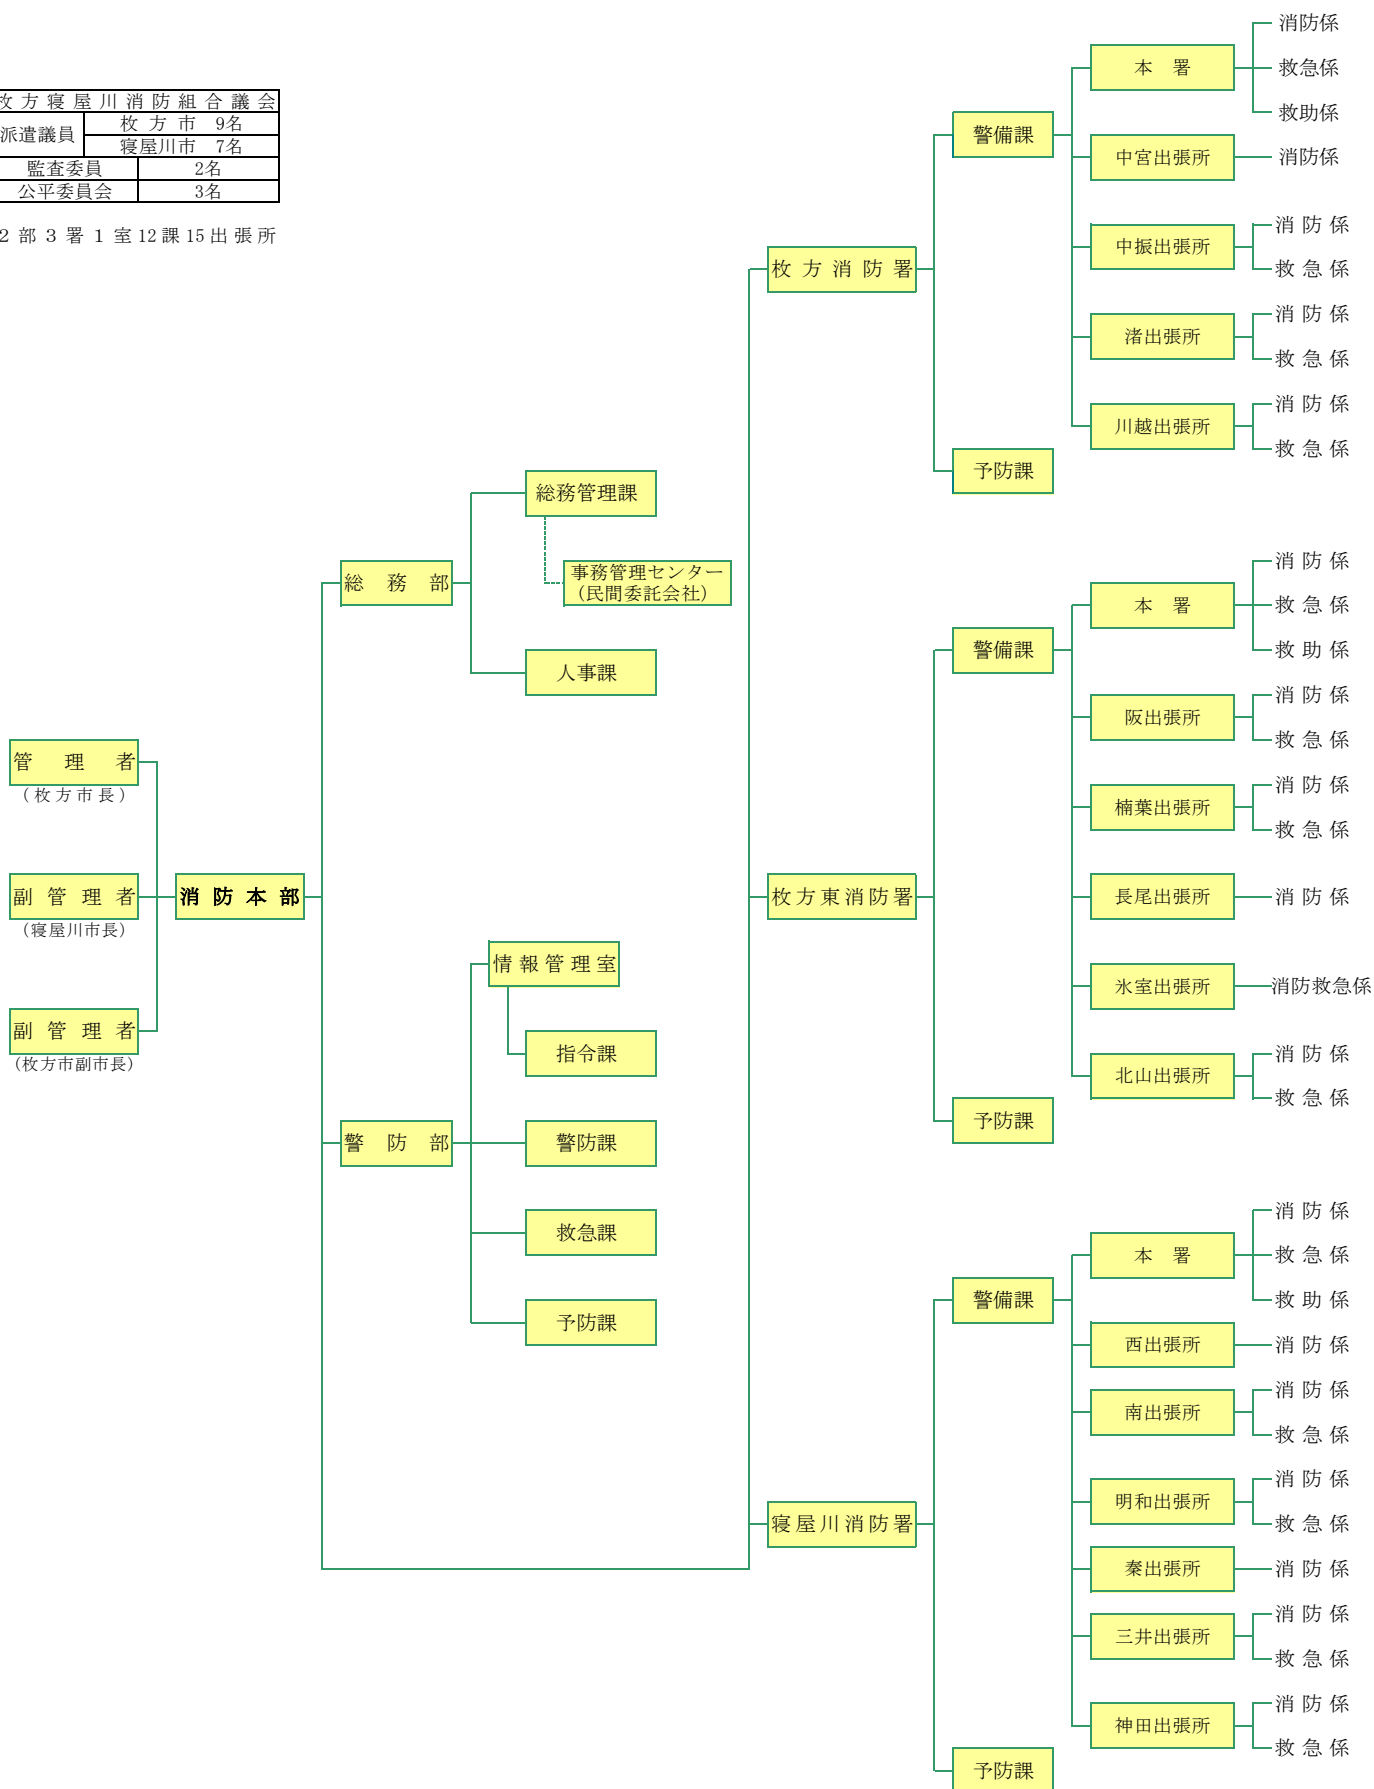 枚方寝屋川消防組合議会
派遣議員
枚方市 9名
寝屋川市 7名
監査委員 2名
公平委員会 3名
2部3署1室12課15出張所
管理者
（枚方市長）
副管理者
（寝屋川市長）
副管理者
（枚方市副市長）
消防本部
総務部
総務管理課
事務管理センター
（民間委託会社）
人事課
警防部
情報管理室
指令課
警防課
救急課
予防課
枚方消防署
警備課
本署
消防係
救急係
救助係
中宮出張所
消防係
中振出張所
消防係
救急係
渚出張所
消防係
救急係
川越出張所
消防係
救急係
予防課
枚方東消防署
警備課
本署
消防係
救急係
救助係
阪出張所
消防係
救急係
楠葉出張所
消防係
救急係
長尾出張所
消防係
氷室出張所
消防救急係
北山出張所
消防係
救急係
予防課
寝屋川消防署
警備課
本署
消防係
救急係
救助係
西出張所
消防係
南出張所
消防係
救急係
明和出張所
消防係
救急係
秦出張所
消防係
三井出張所
消防係
救急係
神田出張所
消防係
救急係
予防課